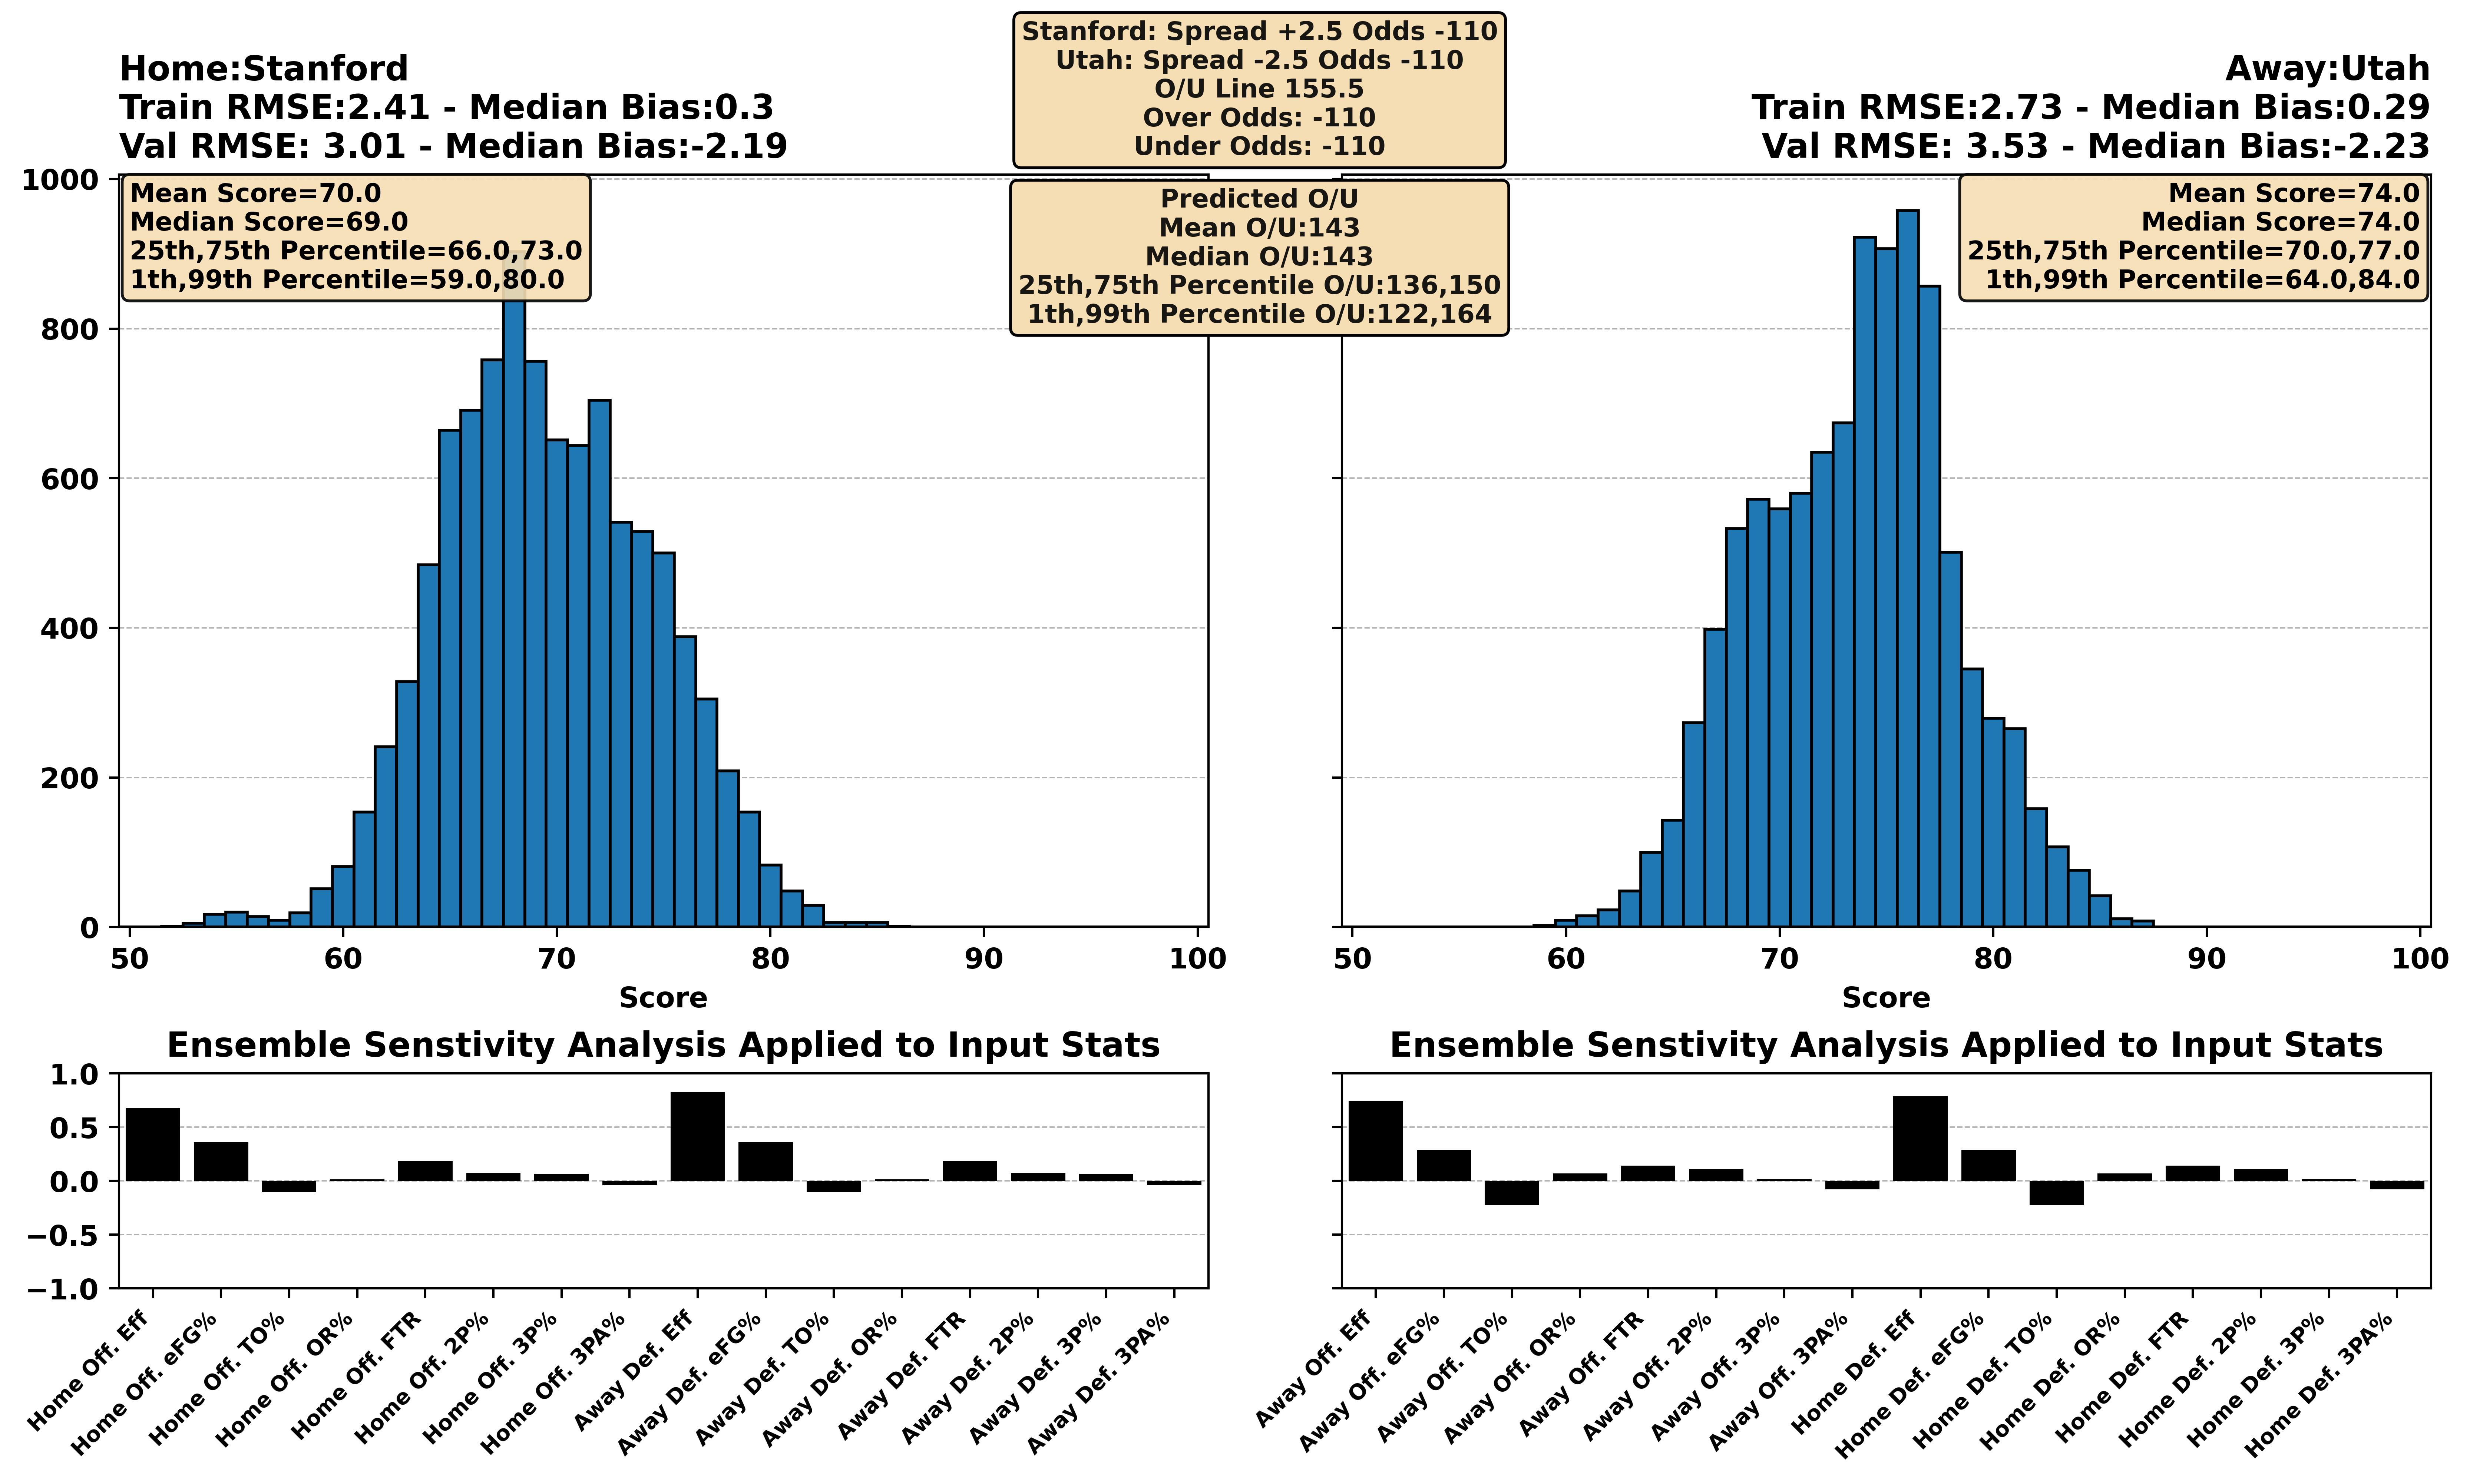 Stanford: Spread +2.5 Odds -110
Utah: Spread -2.5 Odds -110
O/U Line 155.5
Over Odds: -110
Under Odds: -110
Home:Stanford
Train RMSE:2.41 - Median Bias:0.3
Val RMSE: 3.01 - Median Bias:-2.19
Away:Utah
Train RMSE:2.73 - Median Bias:0.29
Val RMSE: 3.53 - Median Bias:-2.23
Mean Score=70.0
Median Score=69.0
25th,75th Percentile=66.0,73.0
1th,99th Percentile=59.0,80.0
Predicted O/U
Mean O/U:143
Median O/U:143
25th,75th Percentile O/U:136,150
1th,99th Percentile O/U:122,164
Mean Score=74.0
Median Score=74.0
25th,75th Percentile=70.0,77.0
1th,99th Percentile=64.0,84.0
1000
800
600
400
200
0
50 60 70 80 90 100
Score
50 60 70 80 90 100
Score
Ensemble Senstivity Analysis Applied to Input Stats
1.0
0.5
0.0
−0.5
−1.0
Home Off. Eff
Home Off. eFG%
Home Off. TO%
Home Off. OR%
Home Off. FTR
Home Off. 2P%
Home Off. 3P%
Home Off. 3PA%
Away Def. Eff
Away Def. eFG%
Away Def. TO%
Away Def. OR%
Away Def. FTR
Away Def. 2P%
Away Def. 3P%
Away Def. 3PA%
Ensemble Senstivity Analysis Applied to Input Stats
Away Off. Eff
Away Off. eFG%
Away Off. TO%
Away Off. OR%
Away Off. FTR
Away Off. 2P%
Away Off. 3P%
Away Off. 3PA%
Home Def. Eff
Home Def. eFG%
Home Def. TO%
Home Def. OR%
Home Def. FTR
Home Def. 2P%
Home Def. 3P%
Home Def. 3PA%